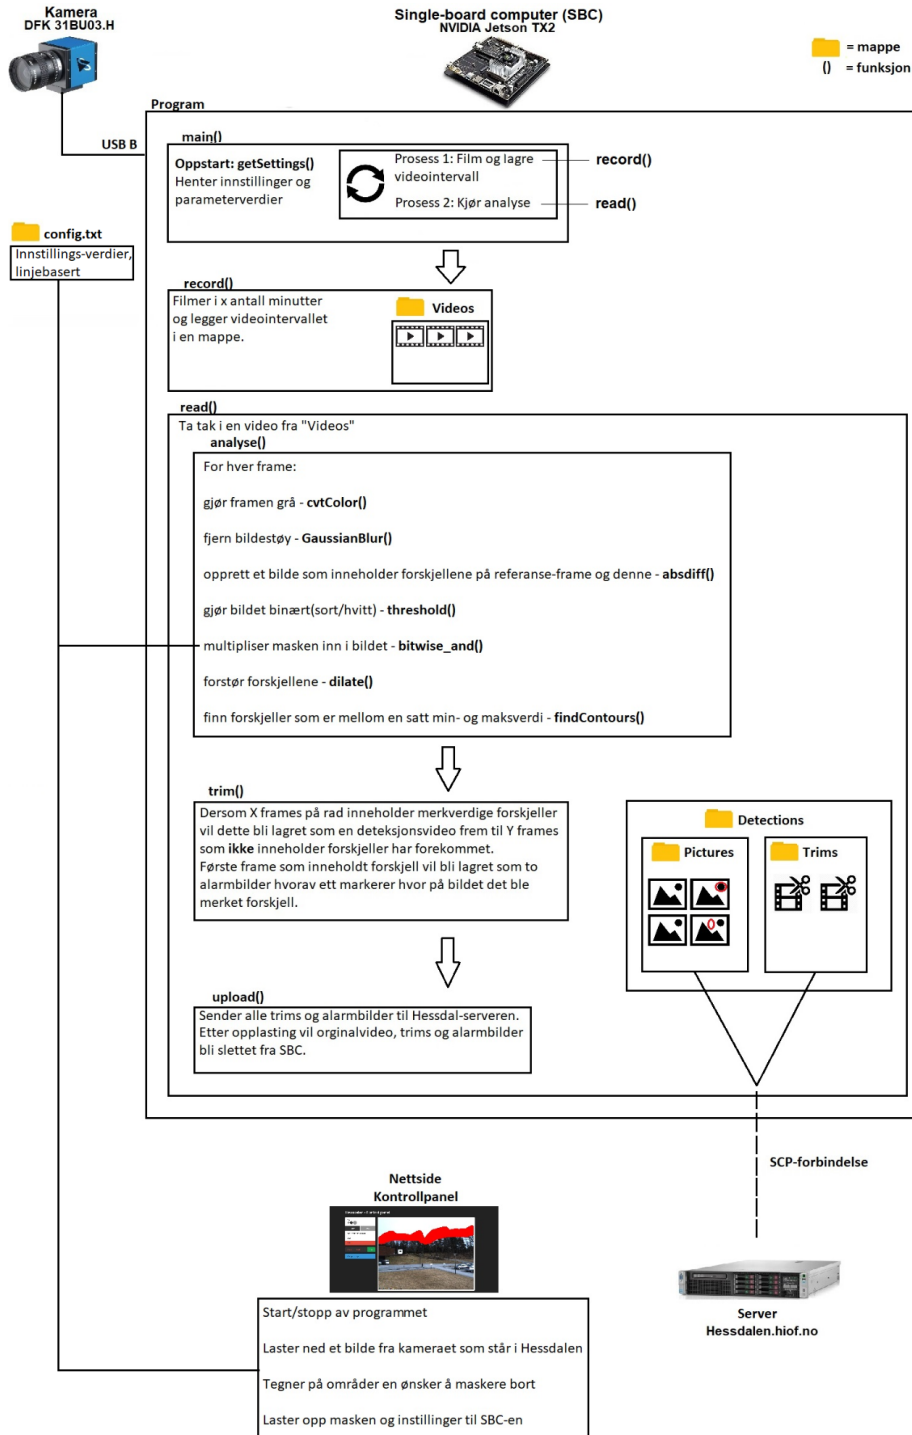 Kamera
DFK 31BU03.H
Single-board computer (SBC)
NVIDIA Jetson TX2
= mappe
() = funksjon
Program
USB B
main()
Oppstart: getSettings()
Henter innstillinger og
parameterverdier
Prosess 1: Film og lagre
videointervall
Prosess 2: Kjør analyse
record()
read()
config.txt
Innstillings-verdier,
linjebasert
record()
Filmer i x antall minutter
og legger videointervallet
i en mappe.
Videos
read()
Ta tak i en video fra "Videos"
analyse()
For hver frame:
gjør framen grå - cvtColor()
fjern bildestøy - GaussianBlur()
opprett et bilde som inneholder forskjellene på referanse-frame og denne - absdiff()
gjør bildet binært(sort/hvitt) - threshold()
multipliser masken inn i bildet - bitwise_and()
forstør forskjellene - dilate()
finn forskjeller som er mellom en satt min- og maksverdi - findContours()
trim()
Dersom X frames på rad inneholder merkverdige forskjeller
vil dette bli lagret som en deteksjonsvideo frem til Y frames
som ikke inneholder forskjeller har forekommet.
Første frame som inneholdt forskjell vil bli lagret som to
alarmbilder hvorav ett markerer hvor på bildet det ble
merket forskjell.
Detections
Pictures
Trims
upload()
Sender alle trims og alarmbilder til Hessdal-serveren.
Etter opplasting vil orginalvideo, trims og alarmbilder
bli slettet fra SBC.
SCP-forbindelse
Nettside
Kontrollpanel
Start/stopp av programmet
Laster ned et bilde fra kameraet som står i Hessdalen
Tegner på områder en ønsker å maskere bort
Laster opp masken og instillinger til SBC-en
Server
Hessdalen.hiof.no